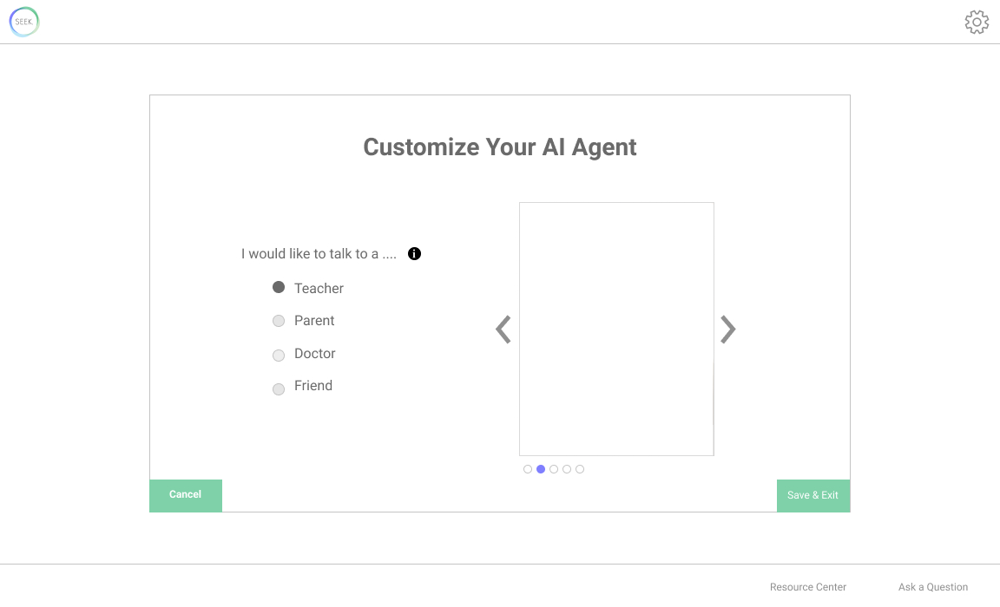 SEEK.
Customize Your AI Agent
I would like to talk to a ....
Teacher
Parent
Doctor
Friend
Cancel
Save & Exit
Resource Center
Ask a Question